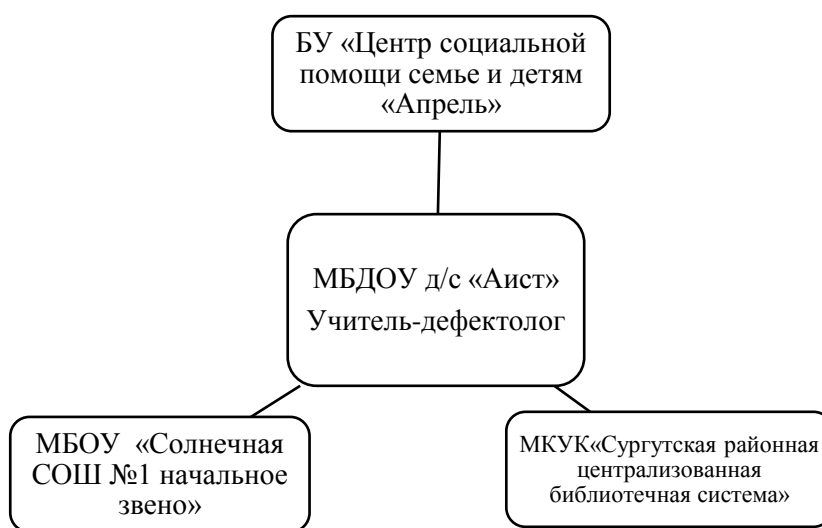 БУ «Центр социальной
помощи семье и детям
«Апрель»
МБДОУ д/с «Аист»
Учитель-дефектолог
МБОУ «Солнечная
СОШ №1 начальное
звено»
МКУК«Сургутская районная
централизованная
библиотечная система»